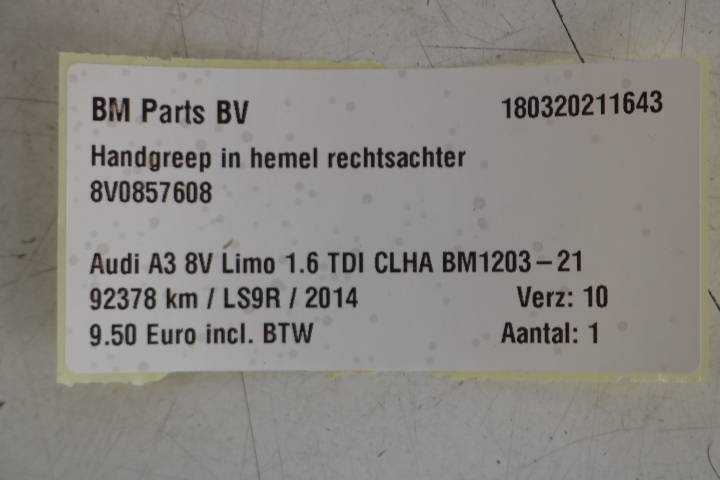 BM Parts BV 180320211643
Handgreep in hemel rechtsachter
8V0857608
Audi A3 8V Limo 1.6 TDI CLHA BM1203-21
92378 km / LS9R / 2014 Verz: 10
9.50 Euro incl. BTW Aantal: 1